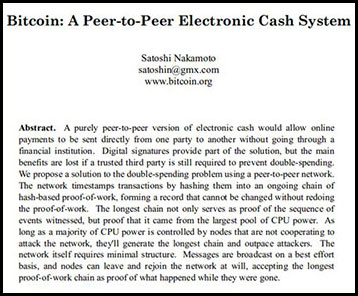 Bitcoin: A Peer-to-Peer Electronic Cash System
Satoshi Nakamoto
satoshin@gmx.com
www.bitcoin.org
Abstract. A purely peer-to-peer version of electronic cash would allow online
payments to be sent directly from one party to another without going through a
financial institution. Digital signatures provide part of the solution, but the main
benefits are lost if a trusted third party is still required to prevent double-spending.
We propose a solution to the double-spending problem using a peer-to-peer network.
The network timestamps transactions by hashing them into an ongoing chain of
hash-based proof-of-work, forming a record that cannot be changed without redoing
the proof-of-work. The longest chain not only serves as proof of the sequence of
events witnessed, but proof that it came from the largest pool of CPU power. As
long as a majority of CPU power is controlled by nodes that are not cooperating to
attack the network, they'll generate the longest chain and outpace attackers. The
network itself requires minimal structure. Messages are broadcast on a best effort
basis, and nodes can leave and rejoin the network at will, accepting the longest
proof-of-work chain as proof of what happened while they were gone.